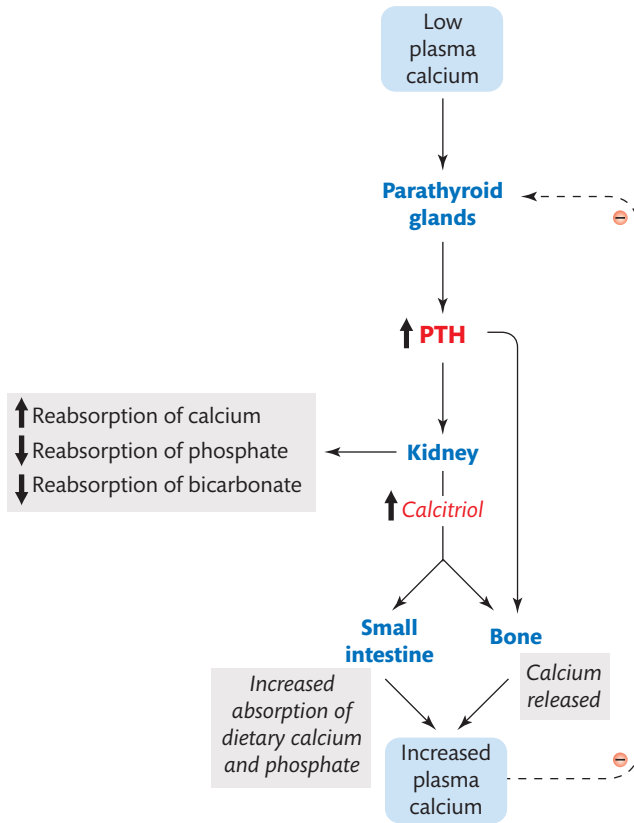 Low
plasma
calcium
Parathyroid
glands
−
PTH
Reabsorption of calcium
Reabsorption of phosphate
Reabsorption of bicarbonate
Kidney
Calcitriol
Small
intestine
Bone
Increased
absorption of
dietary calcium
and phosphate
Calcium
released
Increased
plasma
calcium
−